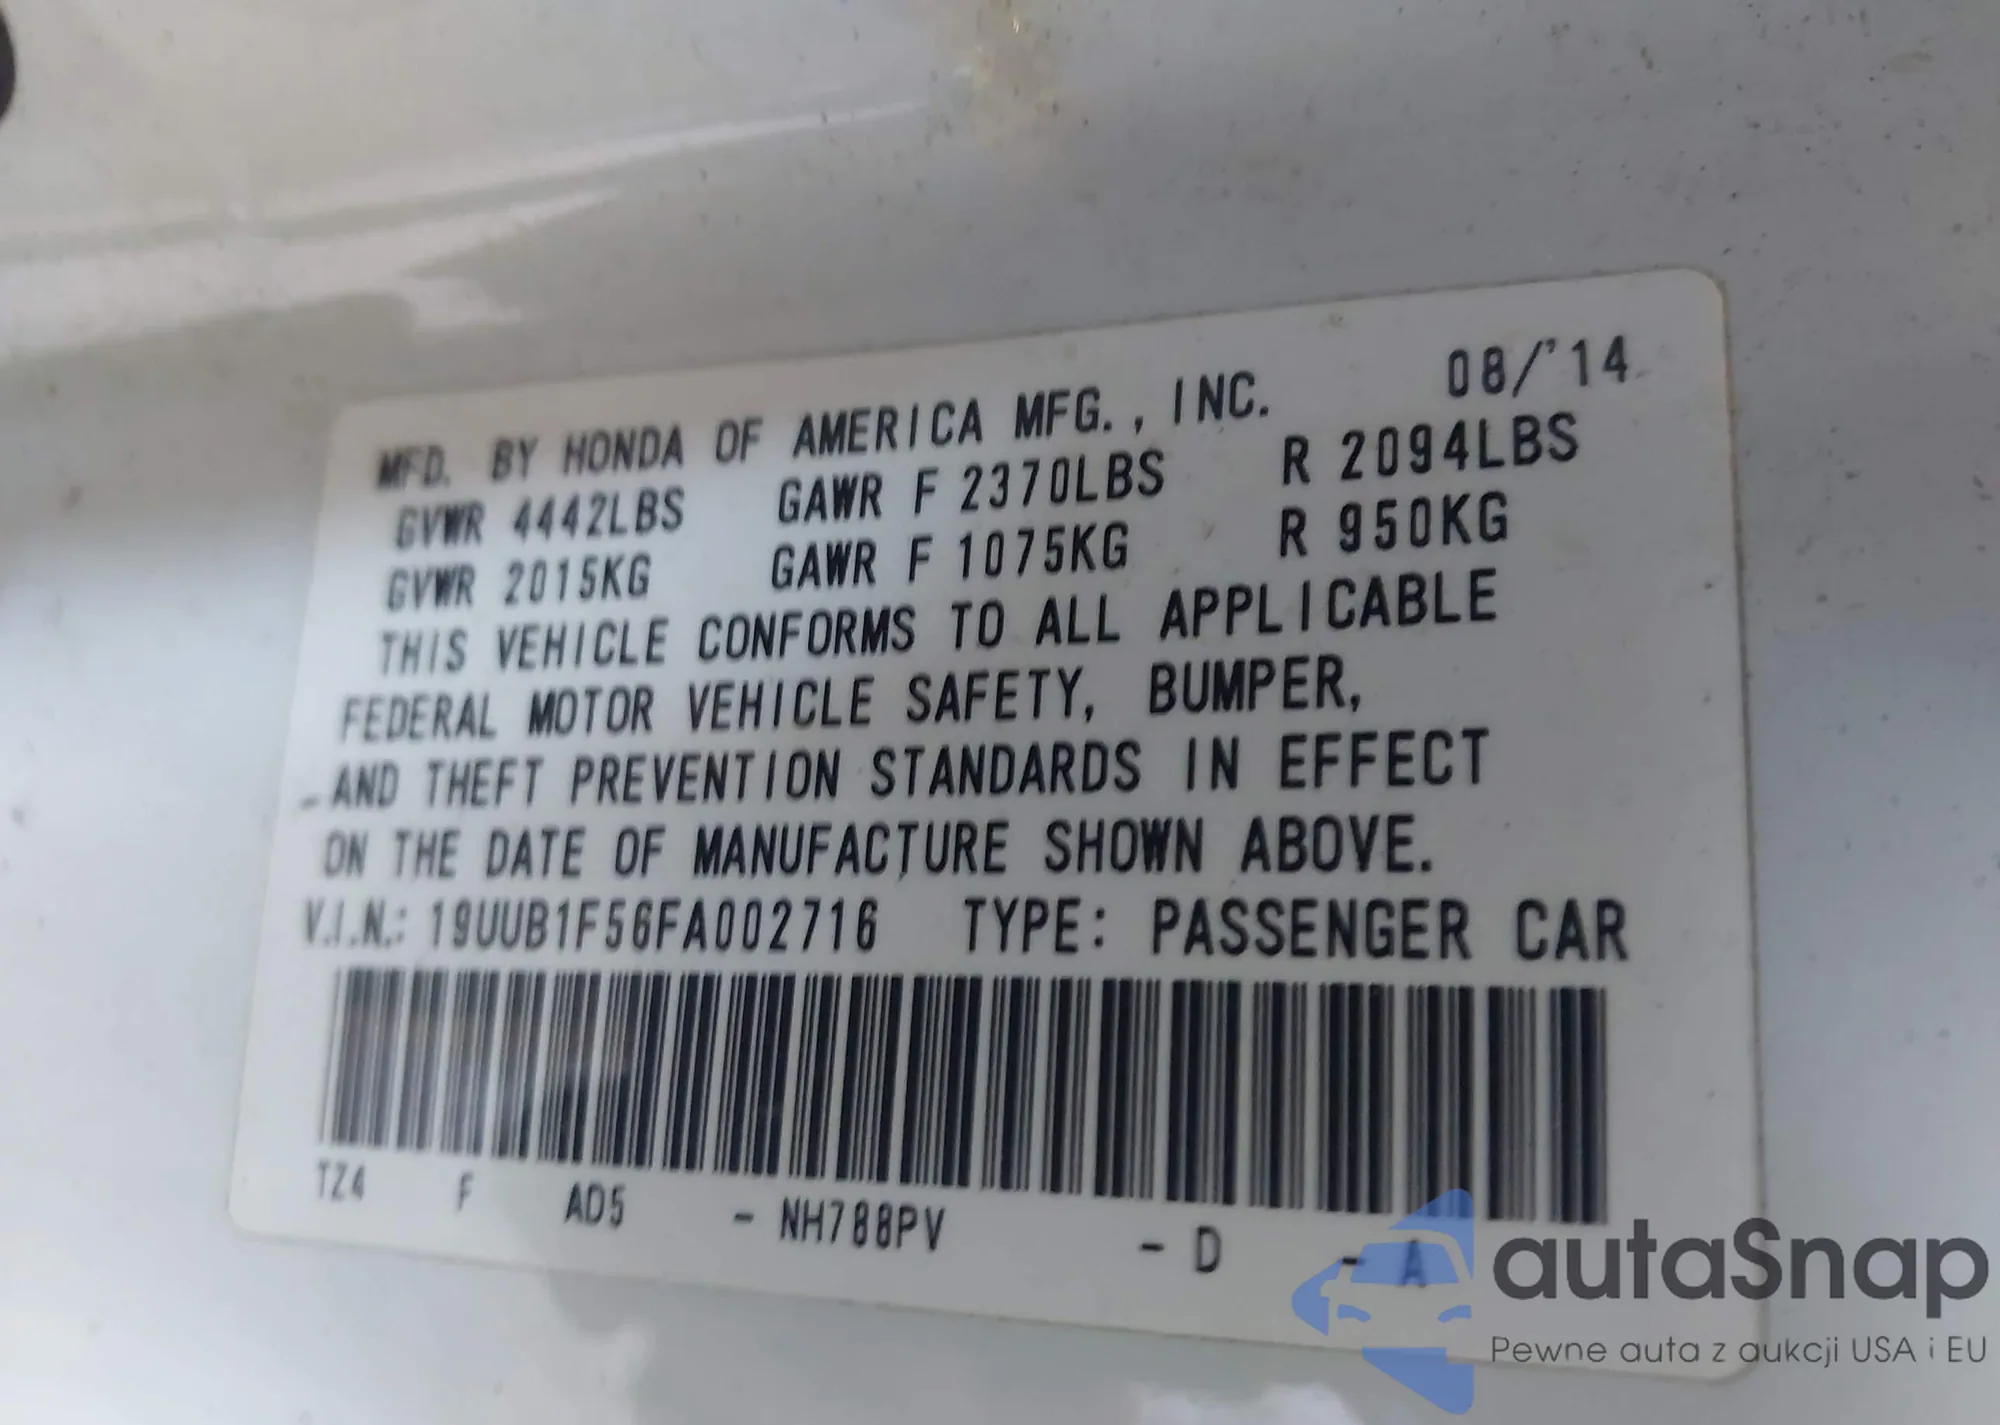 MFD. BY HONDA OF AMERICA MFG., INC. 08/'14
GVWR 4442LBS GAWR F 2370LBS R 2094LBS
GVWR 2015KG GAWR F 1075KG R 950KG
THIS VEHICLE CONFORMS TO ALL APPLICABLE
FEDERAL MOTOR VEHICLE SAFETY, BUMPER,
AND THEFT PREVENTION STANDARDS IN EFFECT
ON THE DATE OF MANUFACTURE SHOWN ABOVE.
V.I.N.: 19UUB1F56FA002716 TYPE: PASSENGER CAR
TZ4 F AD5 - NH788PV - D - A
autaSnap
Pewne auta z aukcji USA i EU